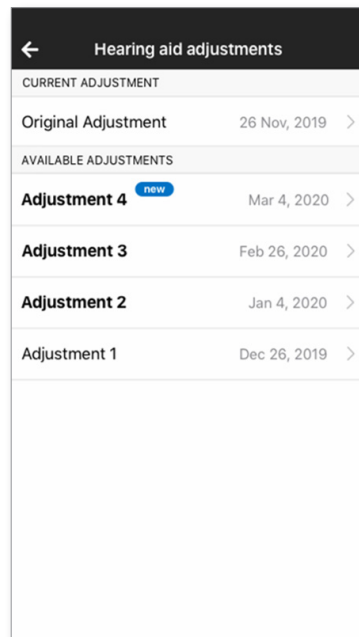 Hearing aid adjustments
CURRENT ADJUSTMENT
Original Adjustment 26 Nov, 2019
AVAILABLE ADJUSTMENTS
Adjustment 4 new Mar 4, 2020
Adjustment 3 Feb 26, 2020
Adjustment 2 Jan 4, 2020
Adjustment 1 Dec 26, 2019